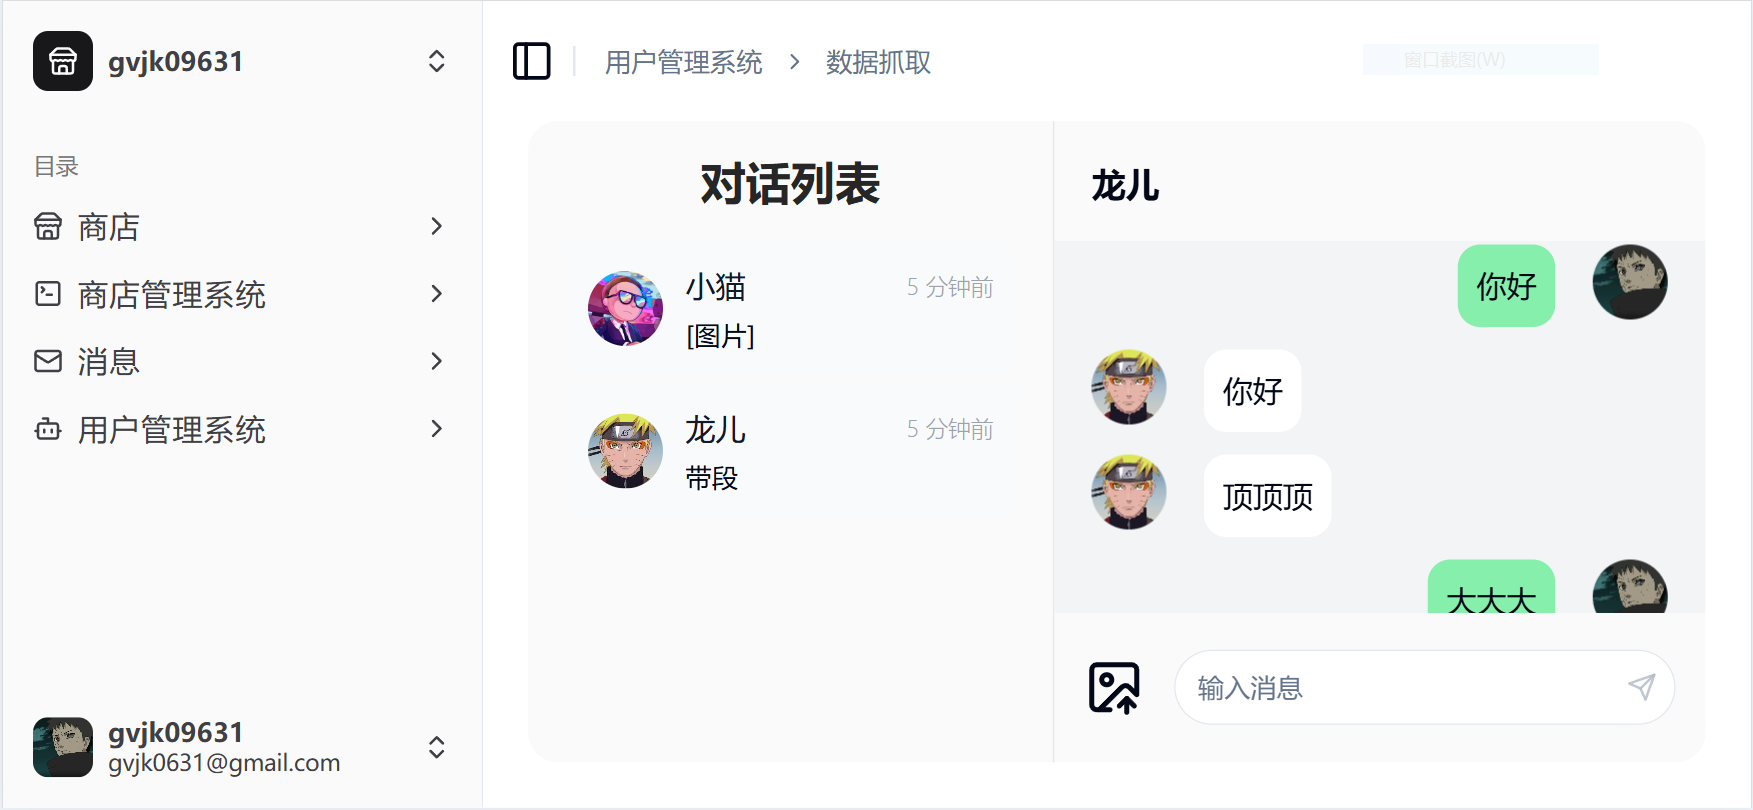 gvjk09631
目录
商店
商店管理系统
消息
用户管理系统
gvjk09631
gvjk0631@gmail.com
用户管理系统 > 数据抓取
窗口截图(W)
对话列表
小猫 5 分钟前
[图片]
龙儿 5 分钟前
带段
龙儿
你好
你好
顶顶顶
大大大
输入消息